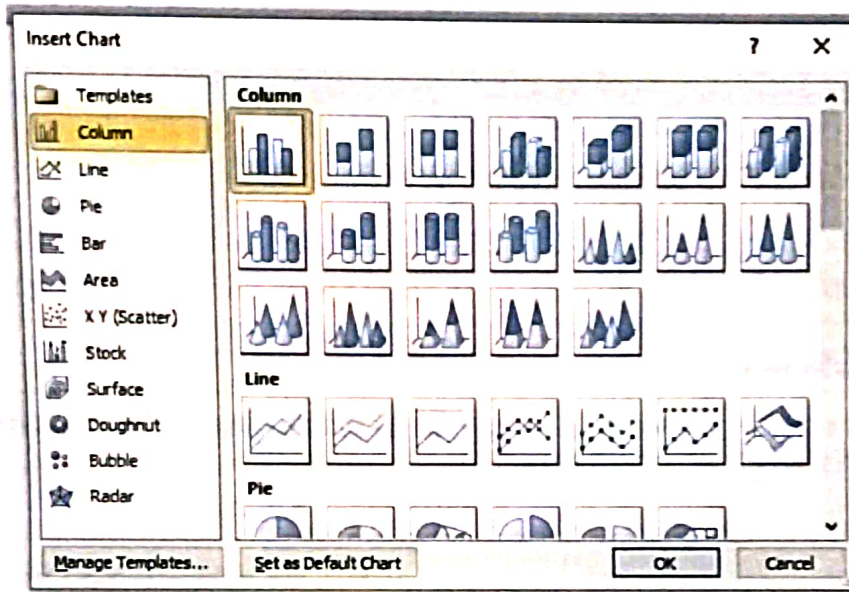 Insert Chart
?
X
Templates
Column
Line
Pie
Bar
Area
X Y (Scatter)
Stock
Surface
Doughnut
Bubble
Radar
Column
Line
Pie
Manage Templates...
Set as Default Chart
OK
Cancel